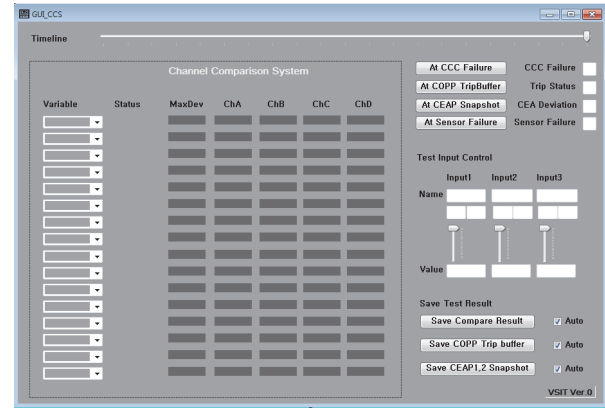 GUI_CCS
Timeline
Channel Comparison System
Variable Status MaxDev ChA ChB ChC ChD
At CCC Failure CCC Failure
At COPP TripBuffer Trip Status
At CEAP Snapshot CEA Deviation
At Sensor Failure Sensor Failure
Test Input Control
Input1 Input2 Input3
Name
Value
Save Test Result
Save Compare Result Auto
Save COPP Trip buffer Auto
Save CEAP1,2 Snapshot Auto
VSIT Ver.0